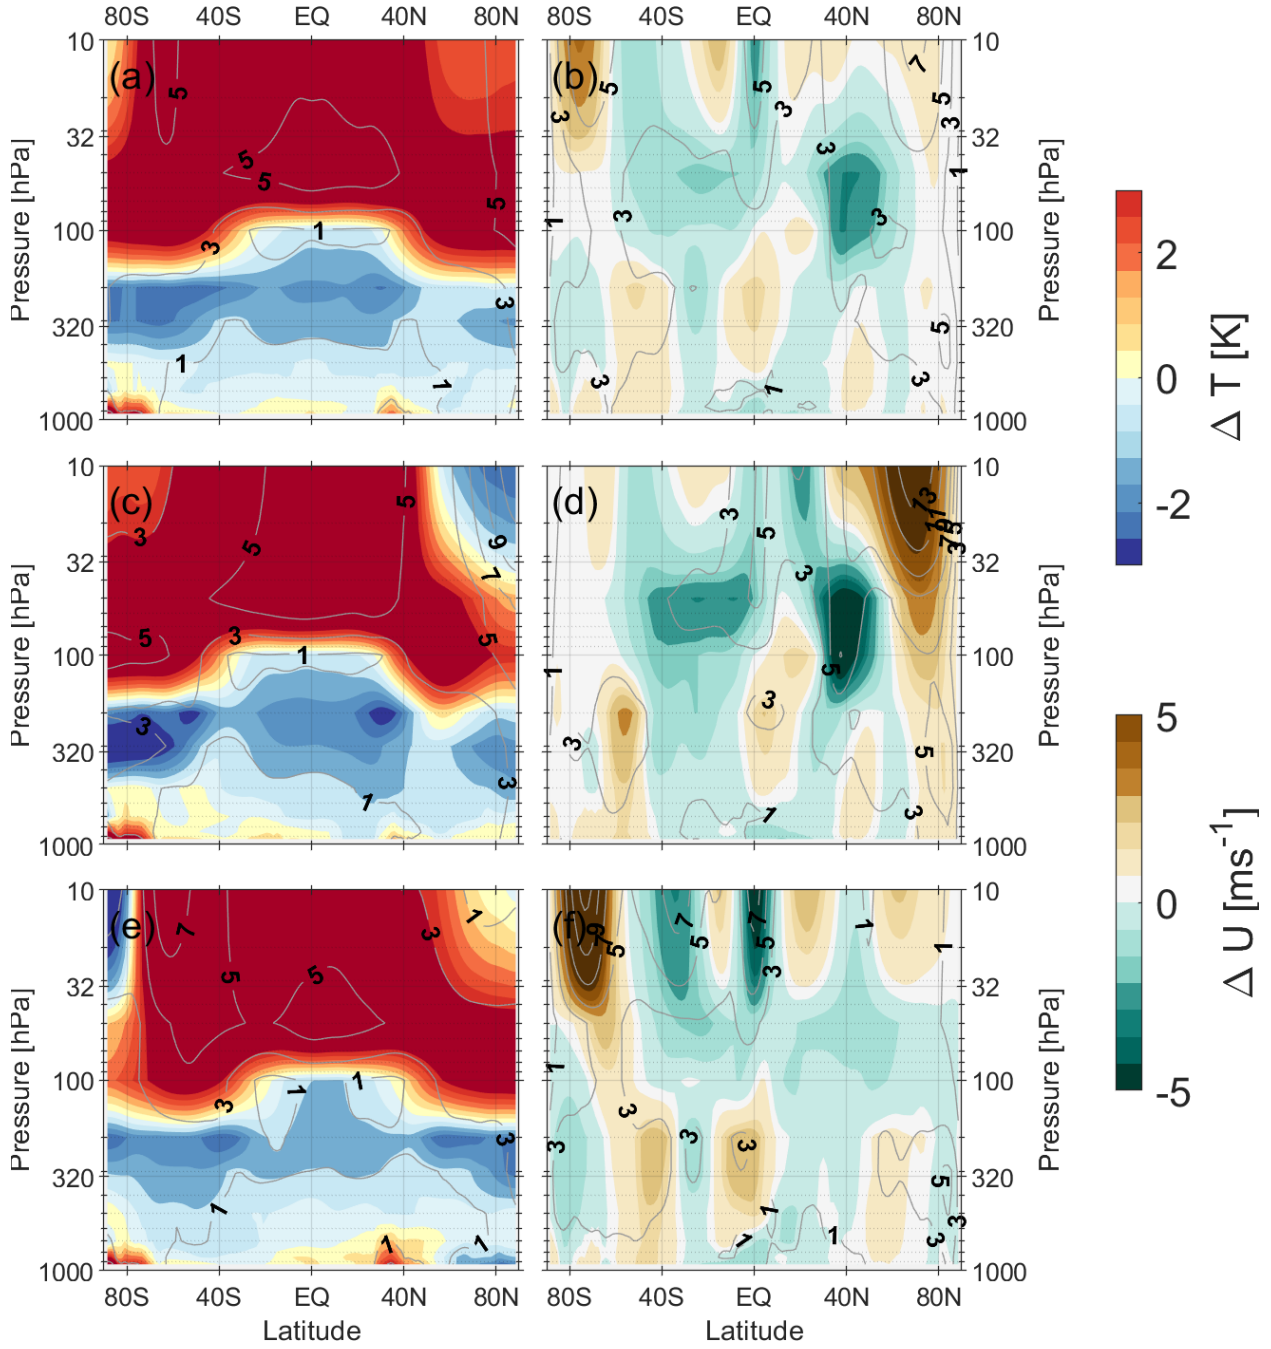 80S 40S EQ 40N 80N 80S 40S EQ 40N 80N
10 (a) 5 5 5 5 3 1 3 1 1
32
100
320
1000
Pressure [hPa]
(b) 5 3 5 3 7 5 3 3 1 3 1 3 5 3 3 1
10
32
100
320
1000
Pressure [hPa]
10 (c) 3 5 5 9 7 5 5 3 1 3 3 1
32
100
320
1000
Pressure [hPa]
(d) 3 5 3 1 5 3 3 5 3 1
10
32
100
320
1000
Pressure [hPa]
10 (e) 7 5 5 3 1 1 1 3 3 1 1 1
32
100
320
1000
Pressure [hPa]
(f) 9 7 5 7 5 7 5 3 1 1 1 3 3 3 3 5 3 3 1 1 1
10
32
100
320
1000
Pressure [hPa]
80S 40S EQ 40N 80N 80S 40S EQ 40N 80N
Latitude Latitude
2
0
-2
Δ T [K]
5
0
-5
Δ U [ms-1]